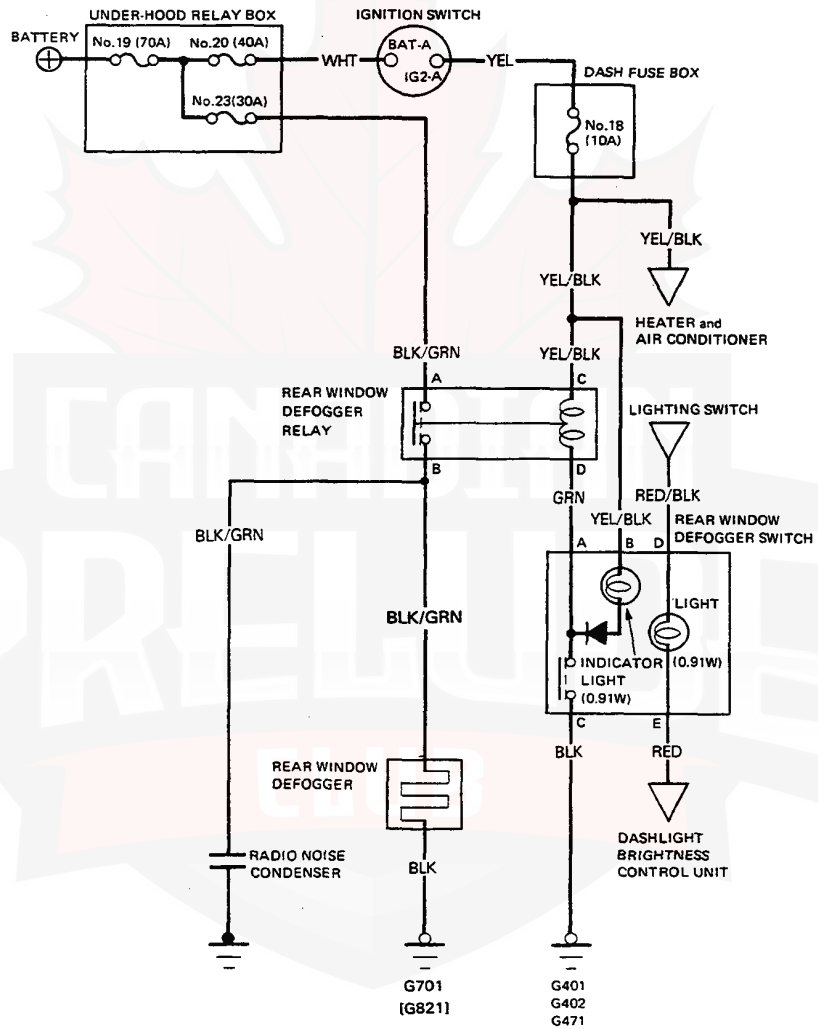 UNDER-HOOD RELAY BOX
IGNITION SWITCH
BATTERY
No.19 (70A)
No.20 (40A)
WHT
BAT-A
IG2-A
YEL
DASH FUSE BOX
No.23(30A)
No.18
(10A)
YEL/BLK
YEL/BLK
HEATER and
AIR CONDITIONER
BLK/GRN
YEL/BLK
A
C
REAR WINDOW
DEFOGGER
RELAY
LIGHTING SWITCH
B
D
GRN
RED/BLK
YEL/BLK
REAR WINDOW
DEFOGGER SWITCH
BLK/GRN
A
B
D
LIGHT
BLK/GRN
INDICATOR
LIGHT
(0.91W)
(0.91W)
C
E
BLK
RED
REAR WINDOW
DEFOGGER
DASHLIGHT
BRIGHTNESS
CONTROL UNIT
RADIO NOISE
CONDENSER
BLK
G701
[G821]
G401
G402
G471
CANADIAN
PRELUDE
CLUB